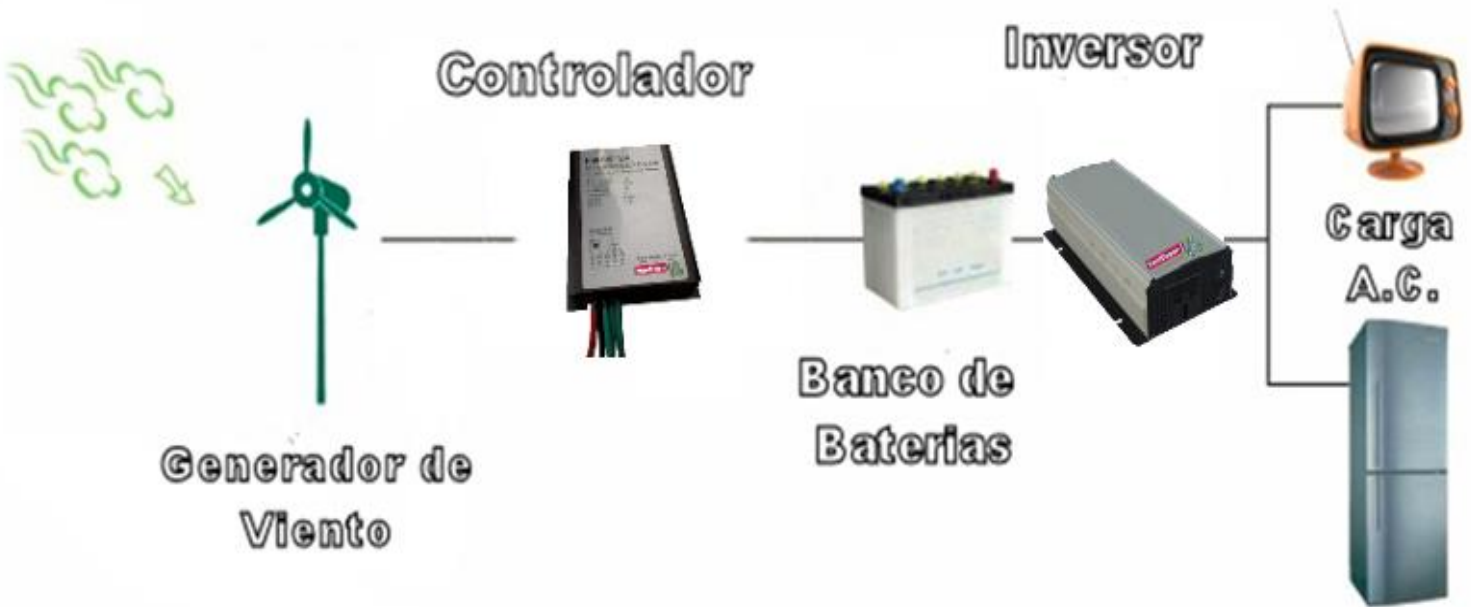 Controlador
Inversor
Carga
A.C.
Banco de
Baterias
Generador de
Viento